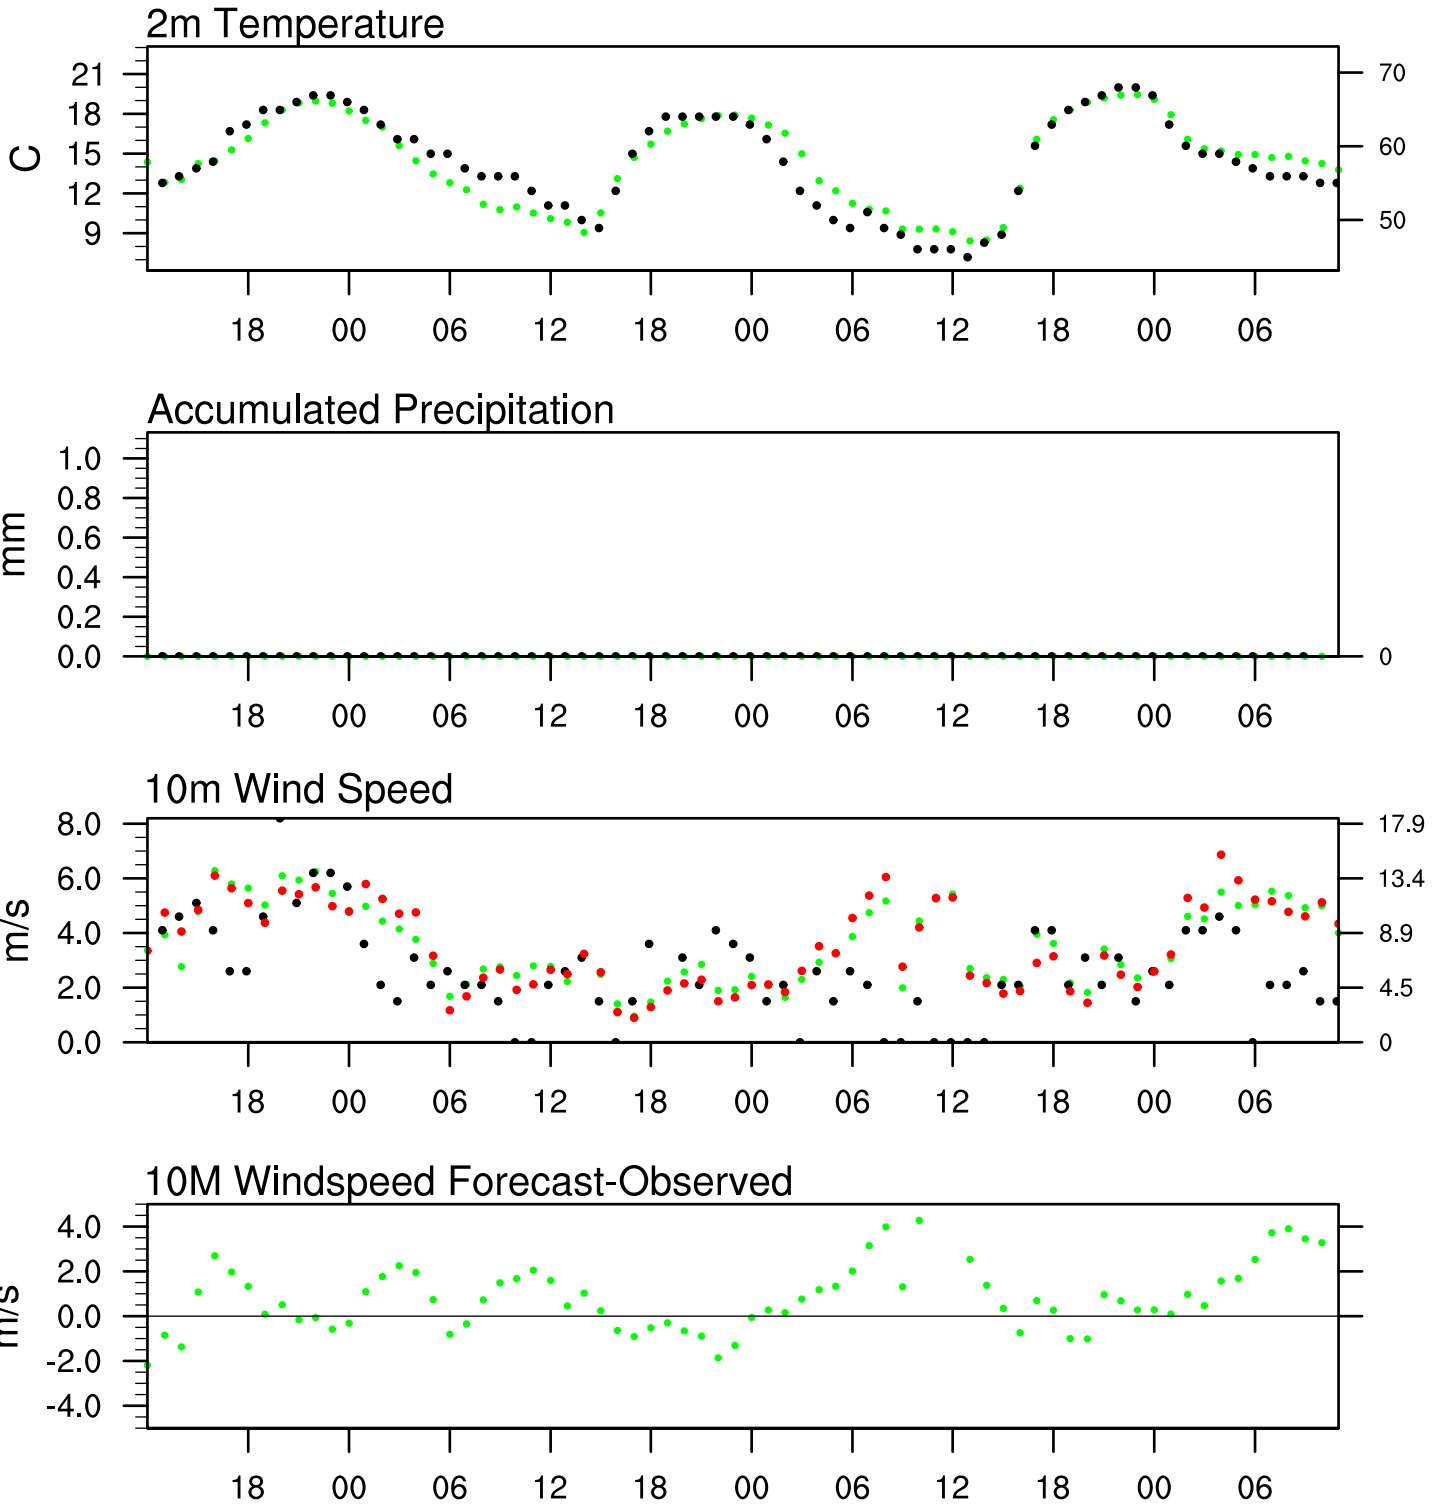 2m Temperature
21
18
15
12
9
C
70
60
50
18 00 06 12 18 00 06 12 18 00 06
Accumulated Precipitation
1.0
0.8
0.6
0.4
0.2
0.0
mm
0
18 00 06 12 18 00 06 12 18 00 06
10m Wind Speed
8.0
6.0
4.0
2.0
0.0
m/s
17.9
13.4
8.9
4.5
0
18 00 06 12 18 00 06 12 18 00 06
10M Windspeed Forecast-Observed
4.0
2.0
0.0
-2.0
-4.0
m/s
18 00 06 12 18 00 06 12 18 00 06